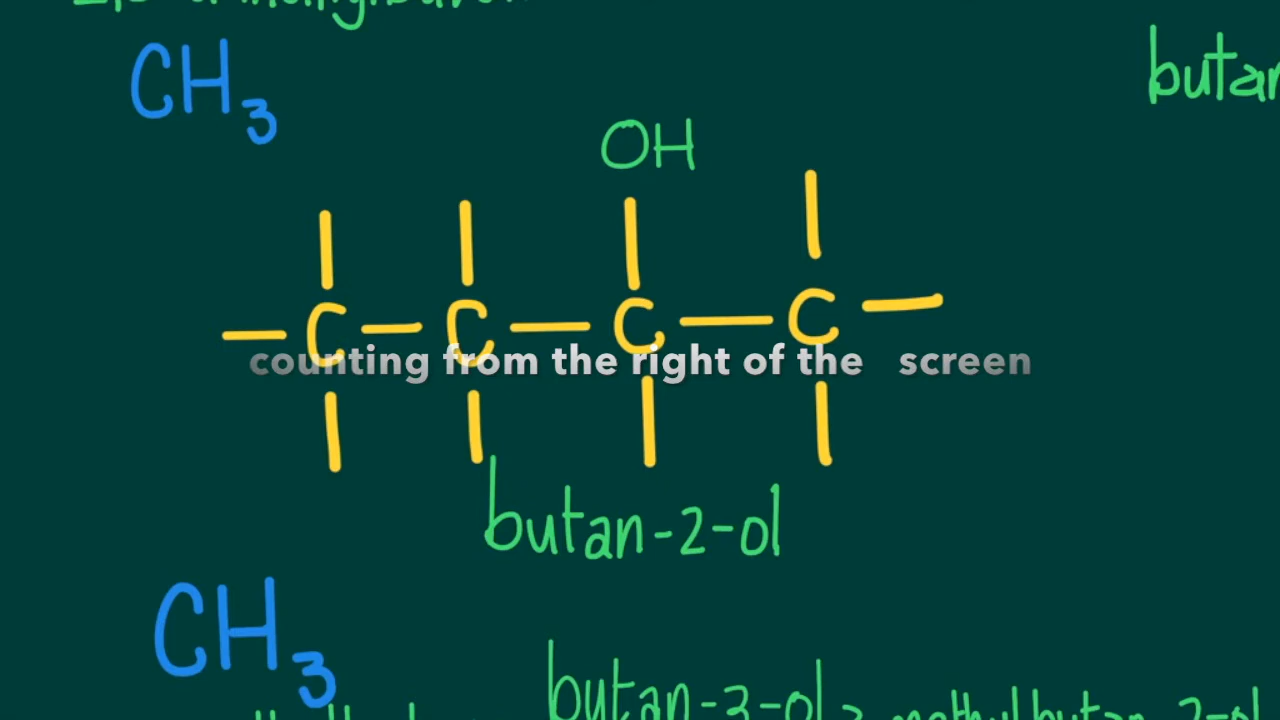 CH3
butan
OH
C C C C
counting from the right of the screen
butan-2-ol
CH3
butan-3-ol